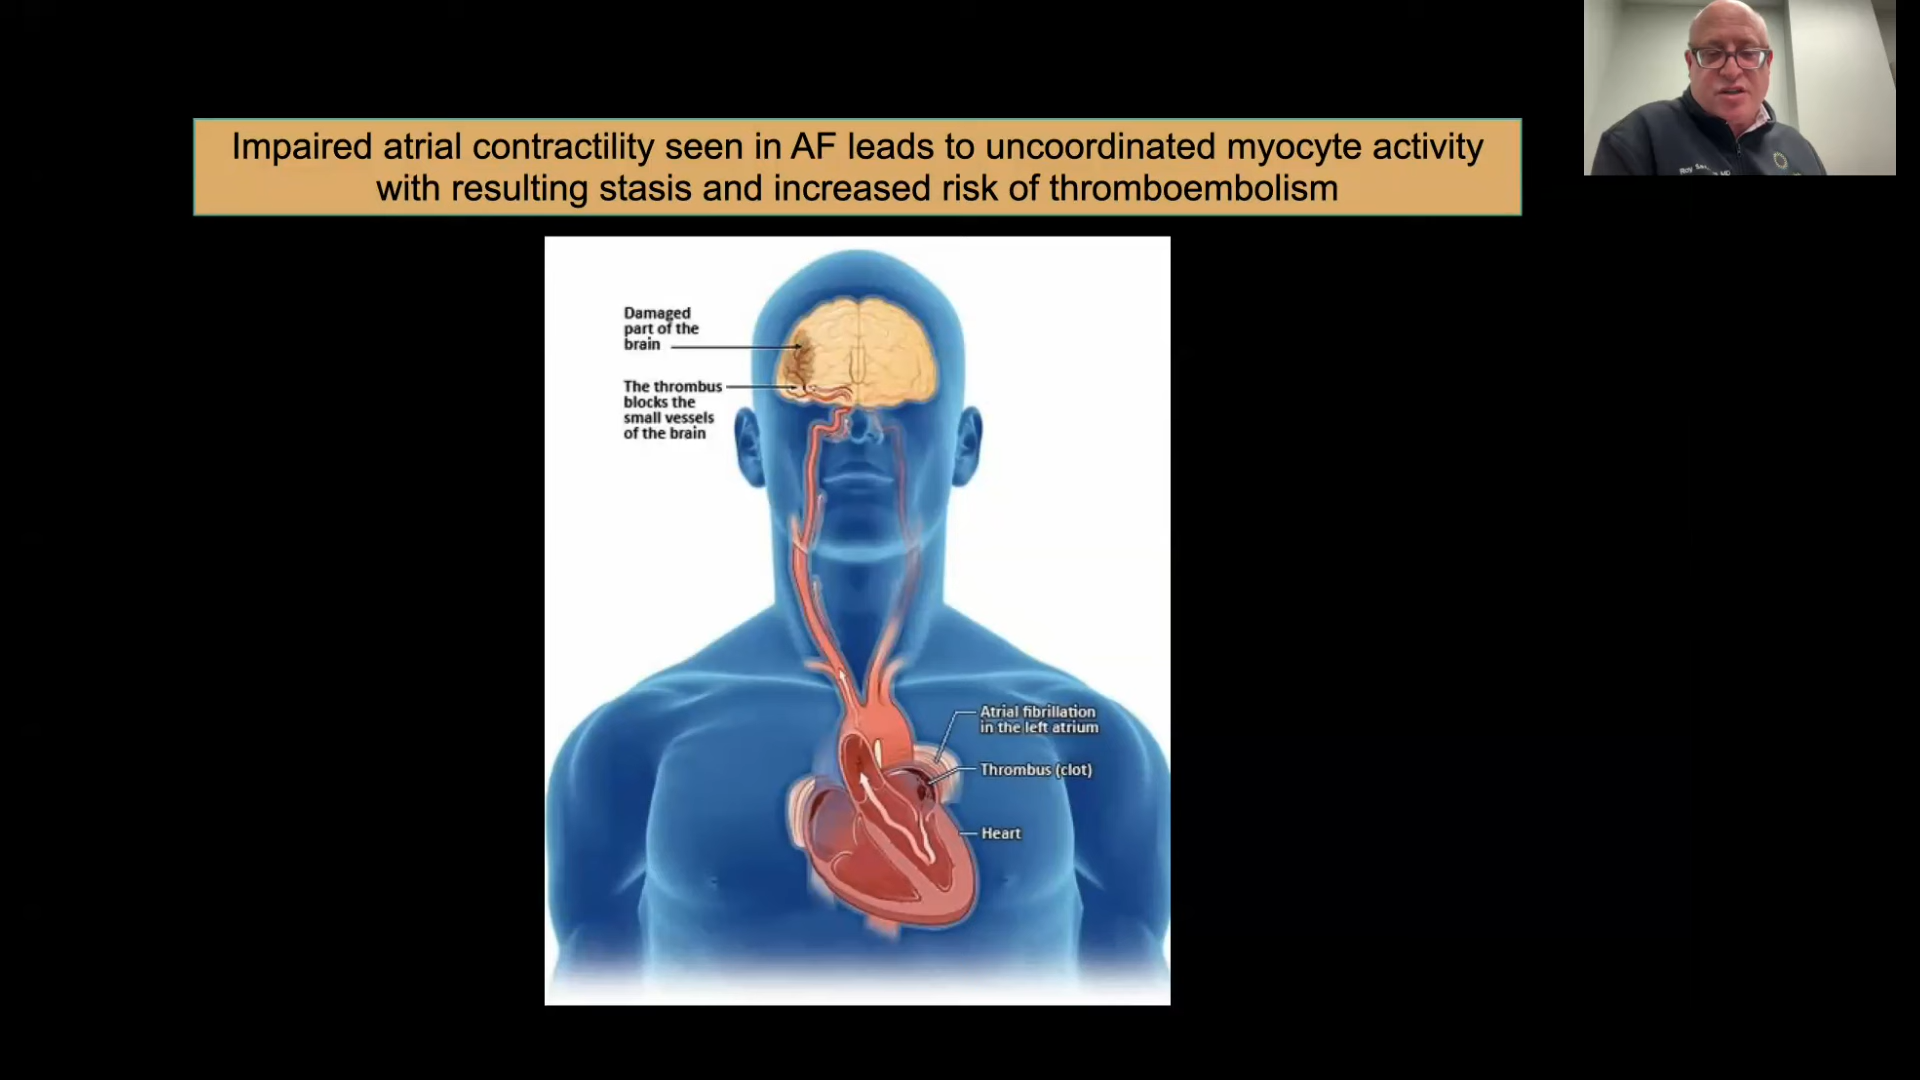 Impaired atrial contractility seen in AF leads to uncoordinated myocyte activity
with resulting stasis and increased risk of thromboembolism
Damaged
part of the
brain
The thrombus
blocks the
small vessels
of the brain
Atrial fibrillation
in the left atrium
Thrombus (clot)
Heart